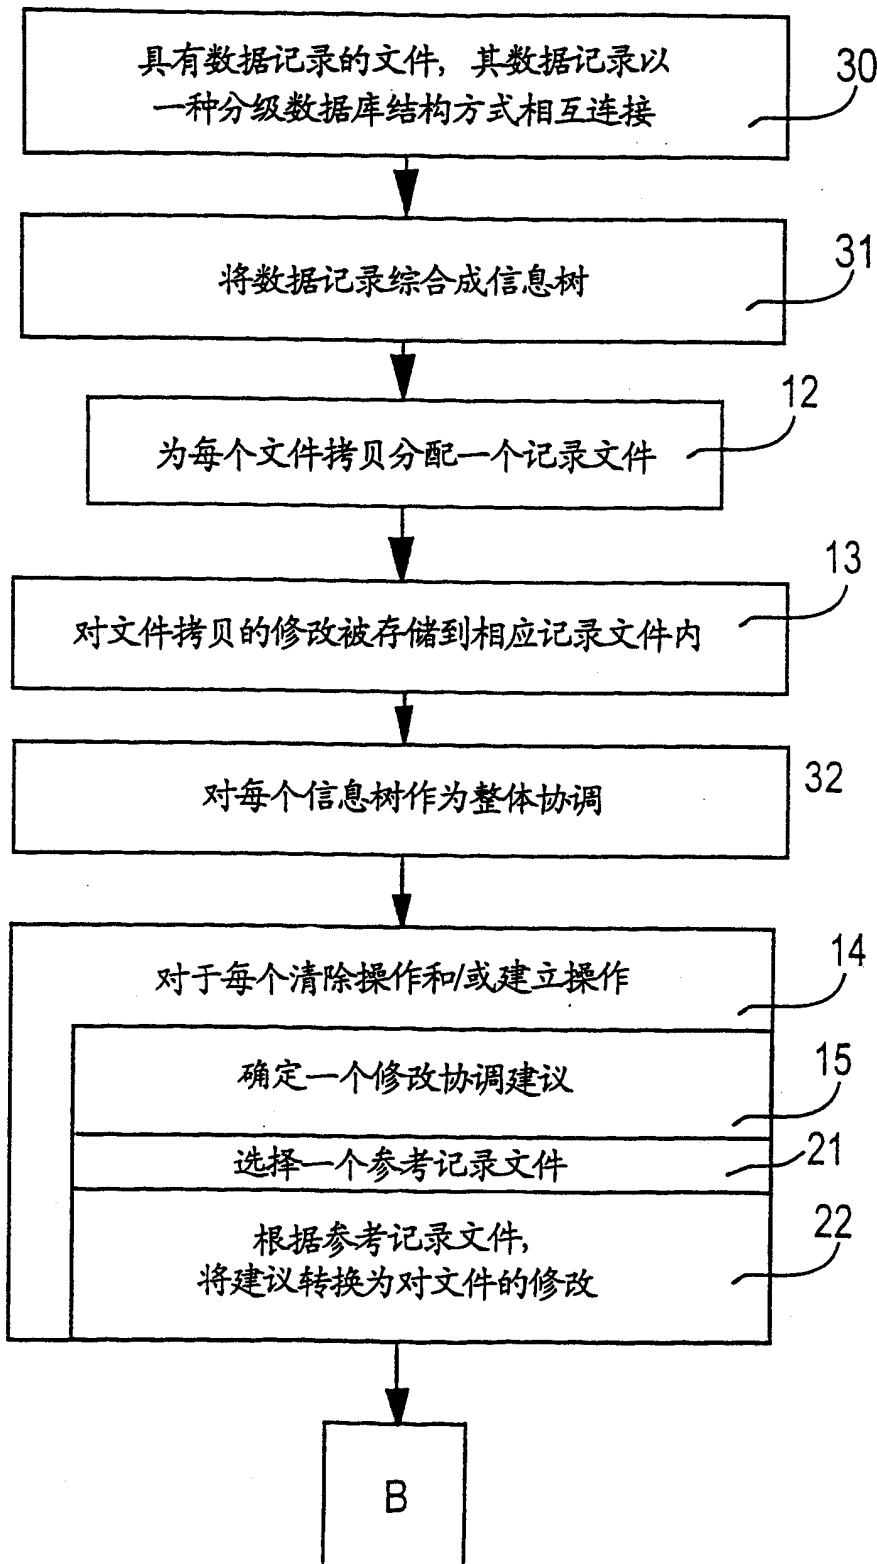 具有数据记录的文件, 其数据记录以
一种分级数据库结构方式相互连接
30
将数据记录综合成信息树
31
12
为每个文件拷贝分配一个记录文件
13
对文件拷贝的修改被存储到相应记录文件内
对每个信息树作为整体协调
32
对于每个清除操作和/或建立操作
14
确定一个修改协调建议
15
选择一个参考记录文件
21
根据参考记录文件,
将建议转换为对文件的修改
22
B